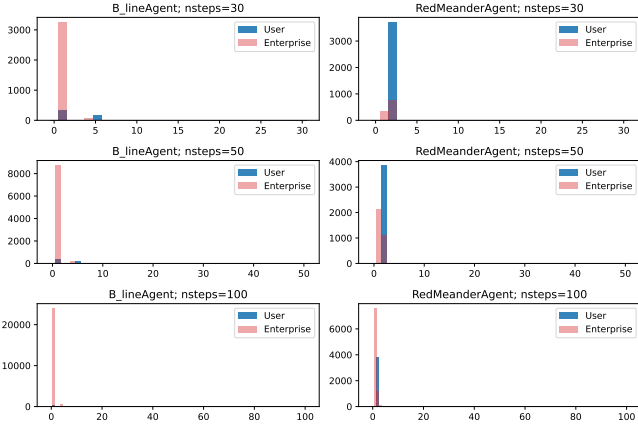 B_lineAgent; nsteps=30
3000
2000
1000
0
User
Enterprise
0 5 10 15 20 25 30
RedMeanderAgent; nsteps=30
3000
2000
1000
0
User
Enterprise
0 5 10 15 20 25 30
B_lineAgent; nsteps=50
8000
6000
4000
2000
0
User
Enterprise
0 10 20 30 40 50
RedMeanderAgent; nsteps=50
4000
3000
2000
1000
0
User
Enterprise
0 10 20 30 40 50
B_lineAgent; nsteps=100
20000
10000
0
User
Enterprise
0 20 40 60 80 100
RedMeanderAgent; nsteps=100
6000
4000
2000
0
User
Enterprise
0 20 40 60 80 100